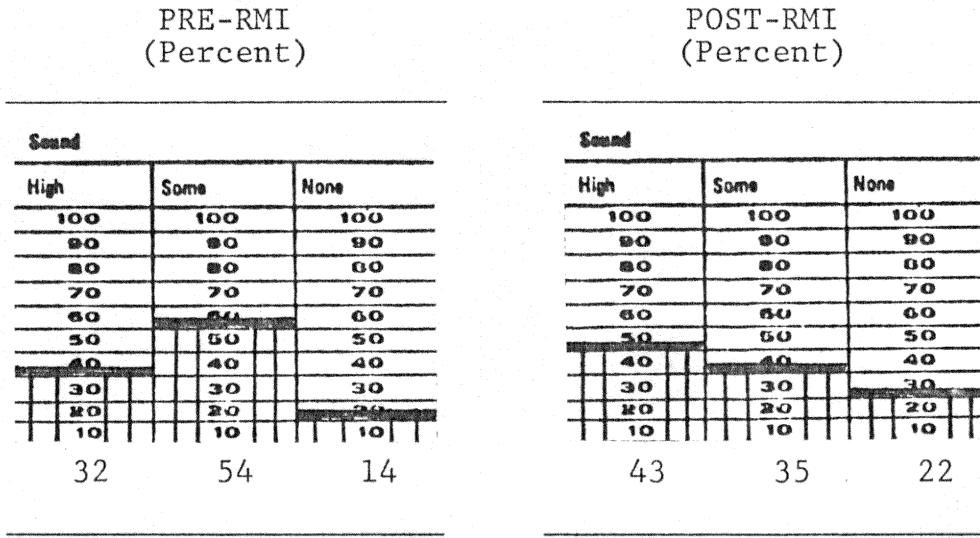 PRE-RMI
(Percent)
Sound
High Some None
100 100 100
90 90 90
80 80 80
70 70 70
60 60 60
50 50 50
40 40 40
30 30 30
20 20 20
10 10 10
32 54 14
POST-RMI
(Percent)
Sound
High Some None
100 100 100
90 90 90
80 80 80
70 70 70
60 60 60
50 50 50
40 40 40
30 30 30
20 20 20
10 10 10
43 35 22